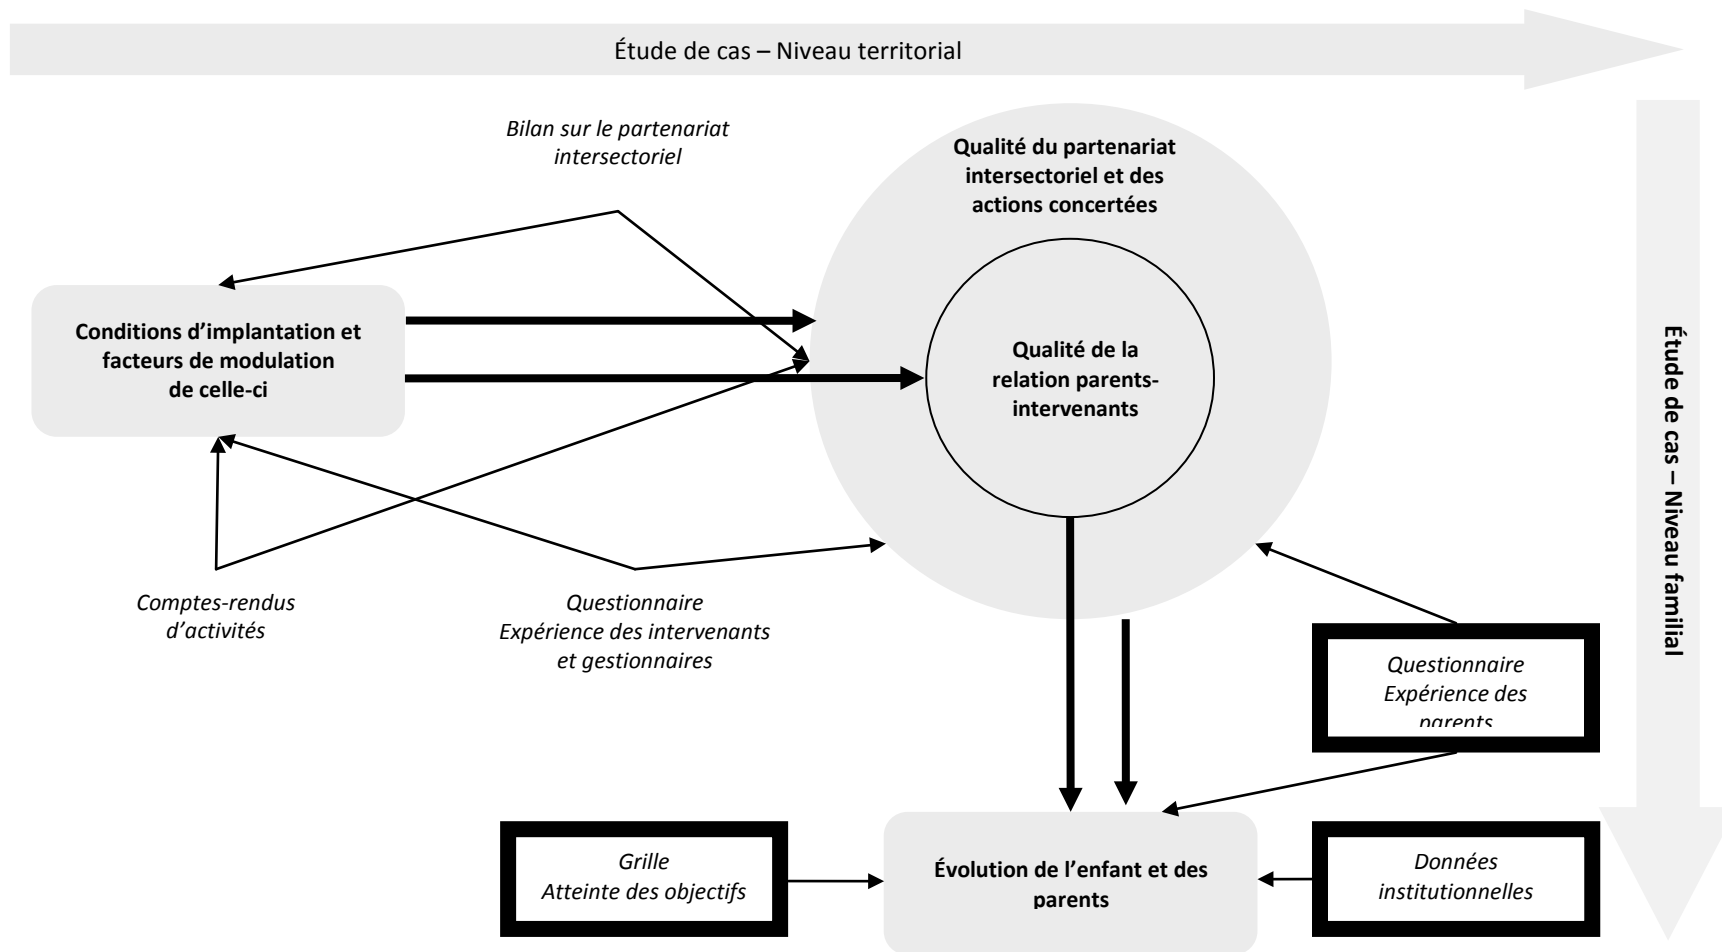 Étude de cas – Niveau territorial
Bilan sur le partenariat
intersectoriel
Qualité du partenariat
intersectoriel et des
actions concertées
Conditions d’implantation et
facteurs de modulation
de celle-ci
Qualité de la
relation parents-
intervenants
Étude de cas – Niveau familial
Comptes-rendus
d’activités
Questionnaire
Expérience des intervenants
et gestionnaires
Questionnaire
Expérience des
parents
Grille
Atteinte des objectifs
Évolution de l’enfant et des
parents
Données
institutionnelles